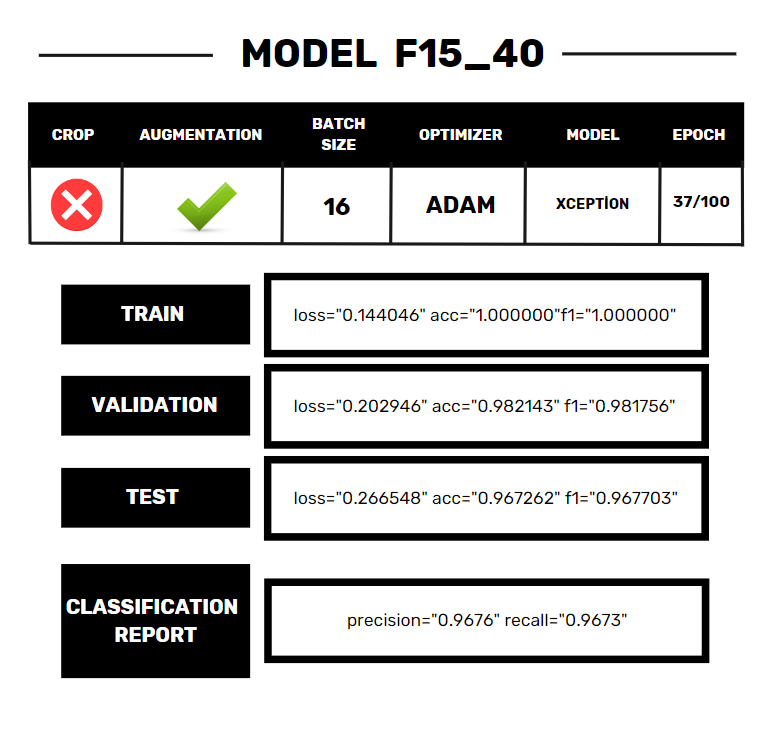 MODEL F15_40
CROP AUGMENTATION BATCH SIZE OPTIMIZER MODEL EPOCH
16 ADAM XCEPTİON 37/100
TRAIN
loss="0.144046" acc="1.000000"f1="1.000000"
VALIDATION
loss="0.202946" acc="0.982143" f1="0.981756"
TEST
loss="0.266548" acc="0.967262" f1="0.967703"
CLASSIFICATION
REPORT
precision="0.9676" recall="0.9673"